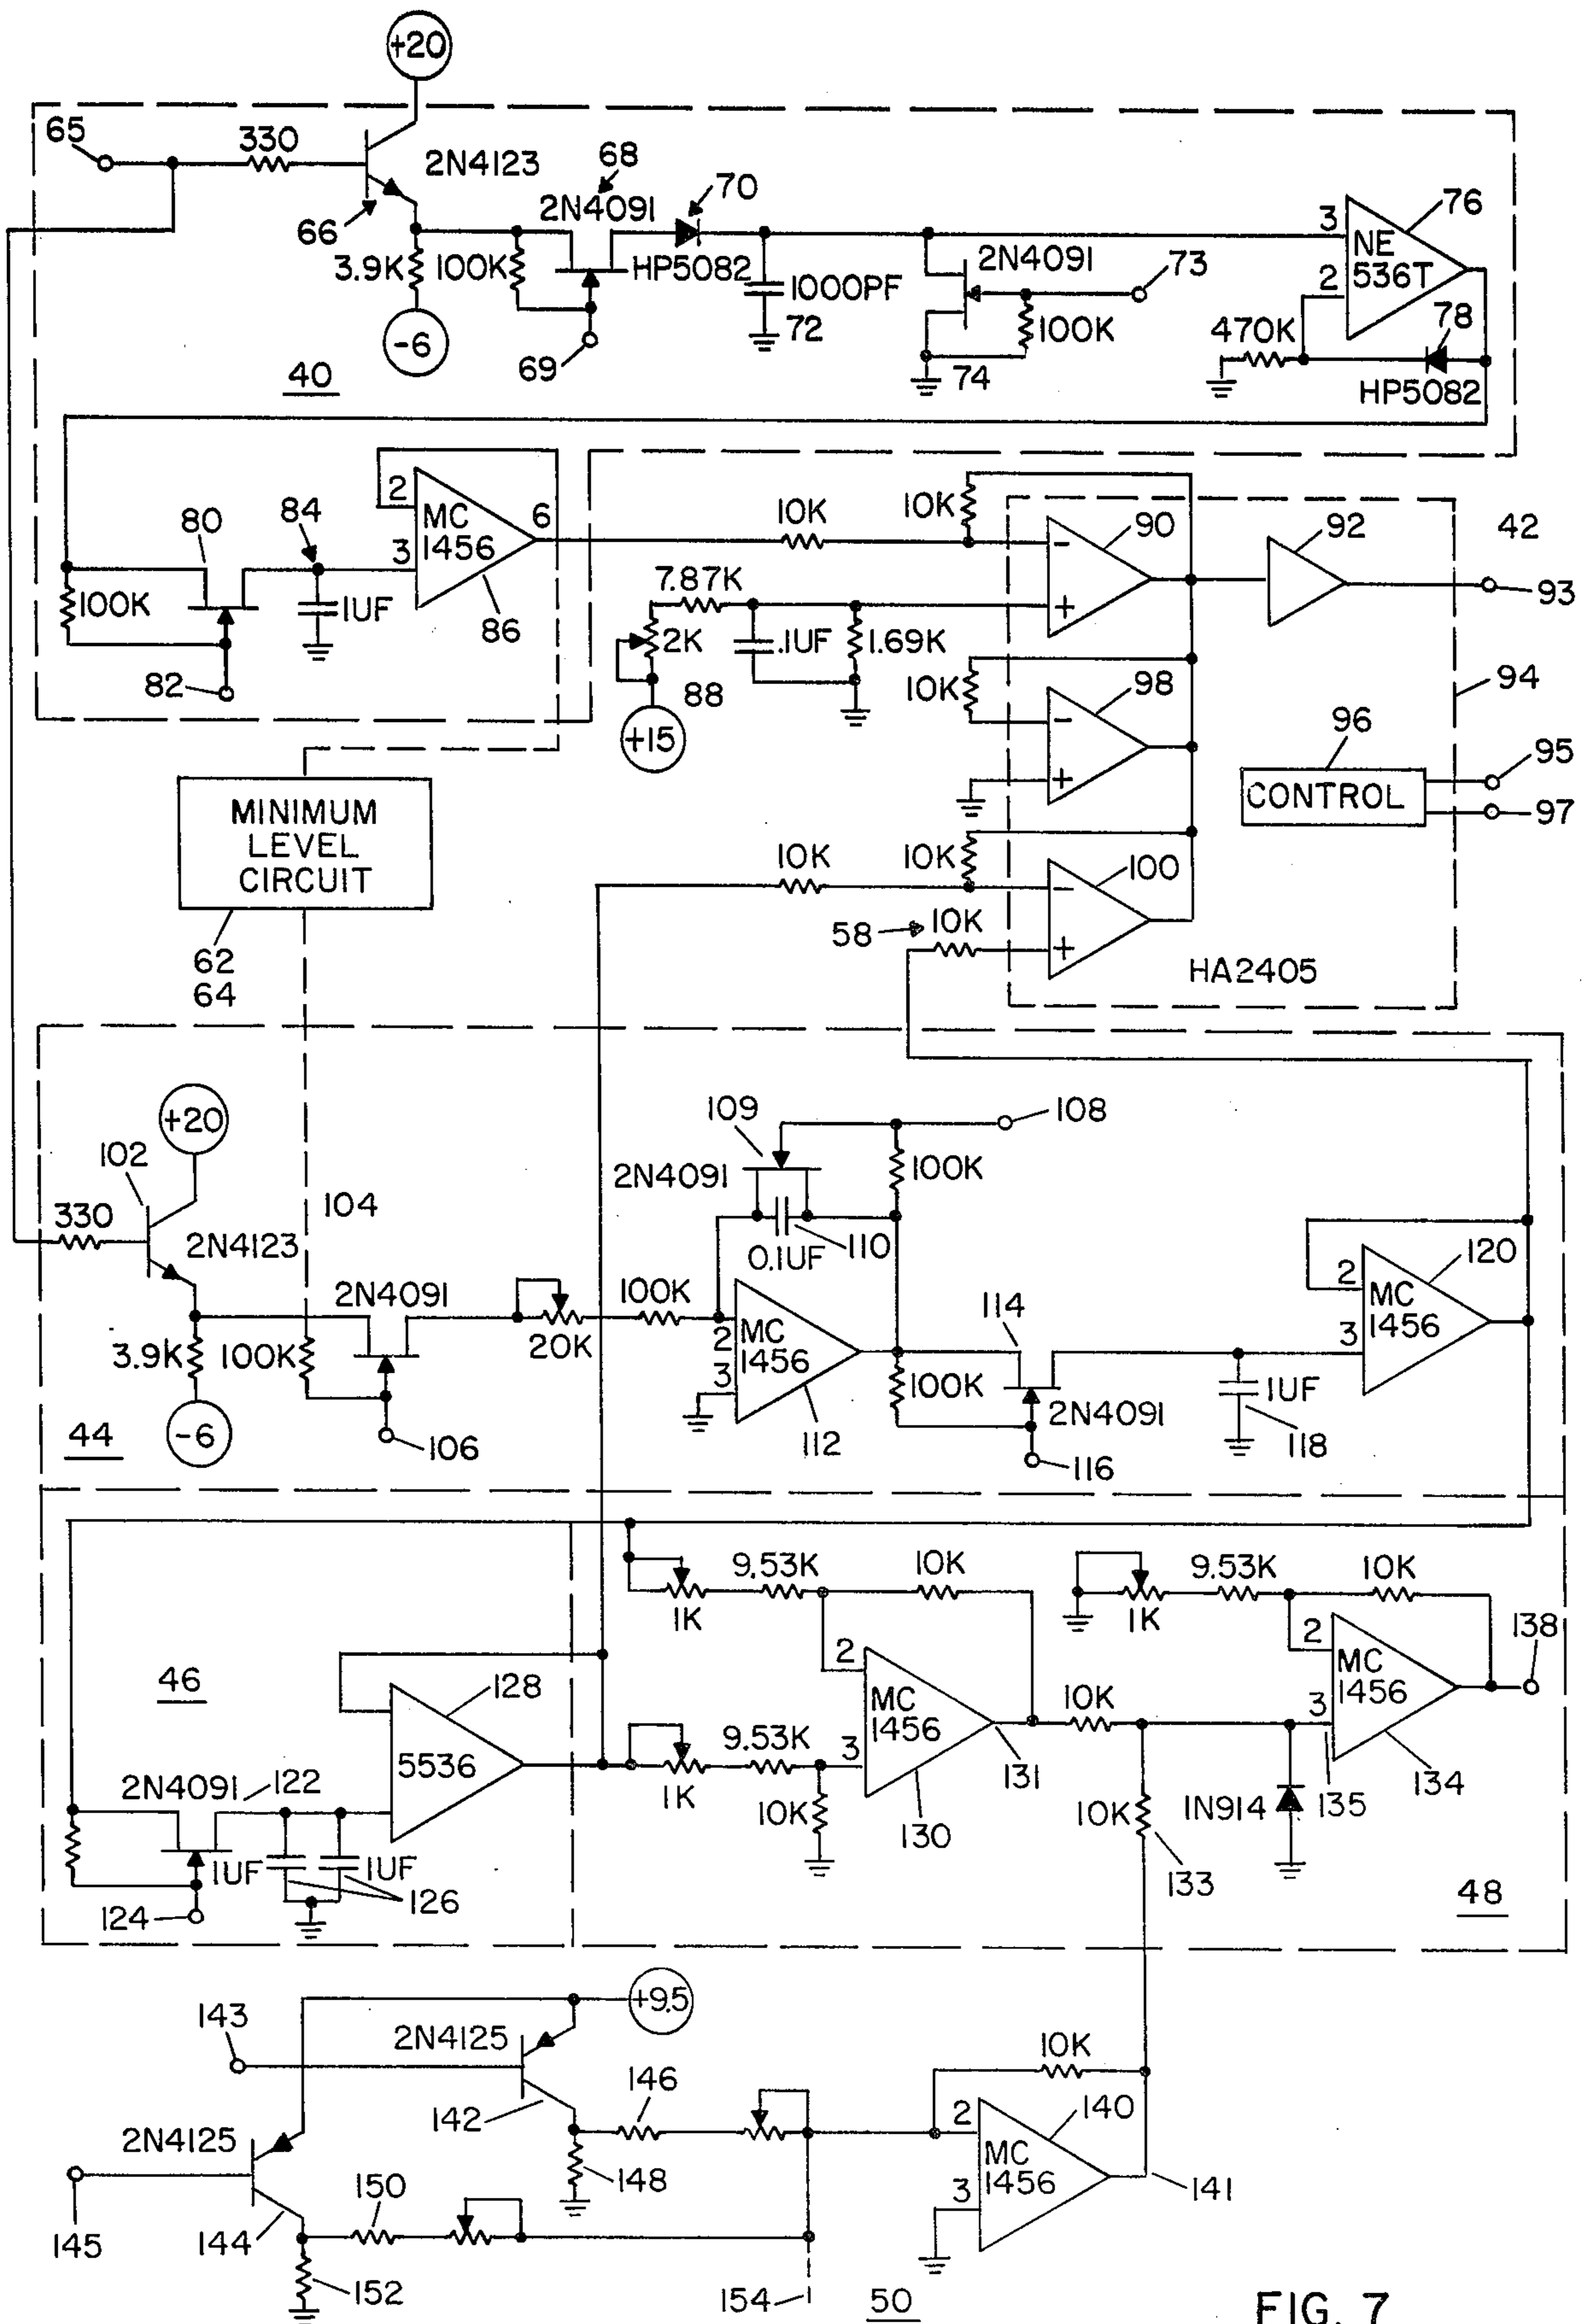 +20
65
330
2N4123
68
2N4091
70
66
3.9K
100K
HP5082
1000PF
72
2N4091
73
100K
74
3
2
NE
536T
76
470K
78
HP5082
-6
69
40
80
84
2
MC
1456
3
6
86
100K
1UF
82
10K
10K
90
92
42
93
7.87K
2K
.1UF
1.69K
88
+15
-
+
10K
98
-
+
94
96
CONTROL
95
97
MINIMUM
LEVEL
CIRCUIT
62
64
10K
10K
100
58
10K
-
+
HA2405
+20
102
330
2N4123
104
109
2N4091
108
100K
0.1UF
110
2N4091
20K
100K
2
MC
1456
3
112
114
100K
2N4091
116
1UF
118
2
MC
1456
3
120
3.9K
100K
-6
106
44
46
128
5536
2N4091
122
1UF
1UF
126
124
1K
9.53K
10K
2
MC
1456
3
131
130
1K
9.53K
10K
10K
10K
133
1K
9.53K
10K
2
MC
1456
3
138
134
135
1N914
48
+9.5
143
2N4125
142
146
148
2N4125
145
144
150
152
154
10K
2
MC
1456
3
140
141
50
FIG. 7